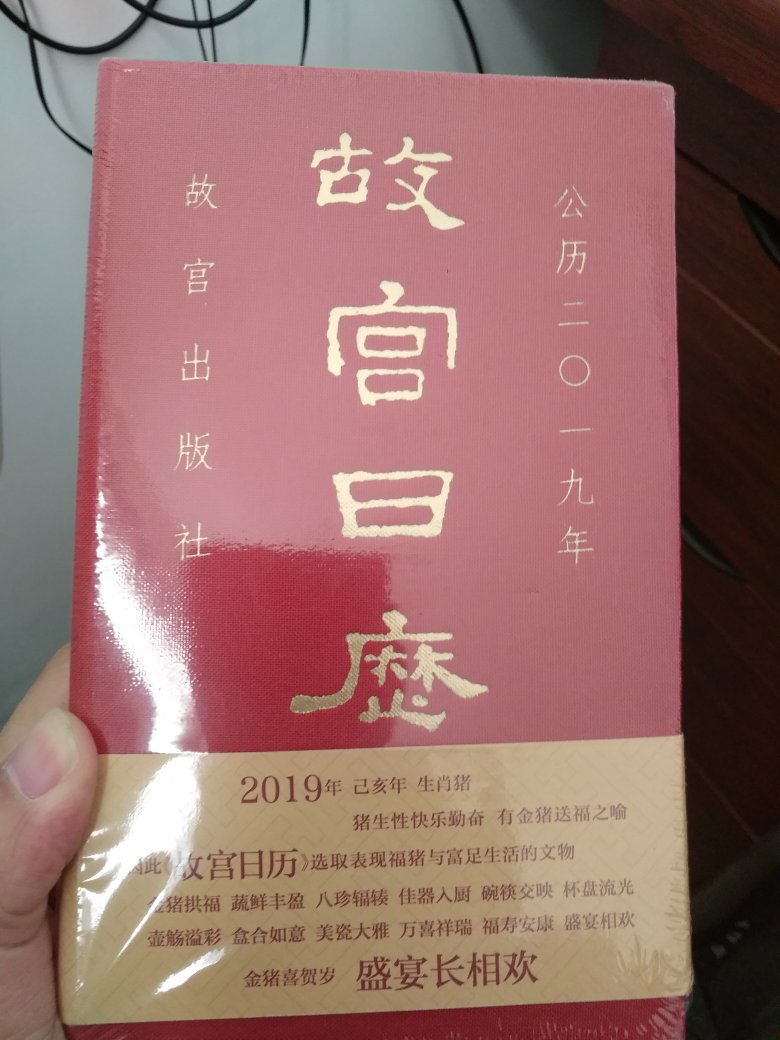 公历二〇一九年
故宫日历
故宫出版社
2019年 己亥年 生肖猪
猪生性快乐勤奋 有金猪送福之喻
因此《故宫日历》选取表现福猪与富足生活的文物
金猪拱福 蔬鲜丰盈 八珍辐辏 佳器入厨 碗筷交映 杯盘流光
壶觞溢彩 盒合如意 美瓷大雅 万喜祥瑞 福寿安康 盛宴相欢
金猪喜贺岁 盛宴长相欢